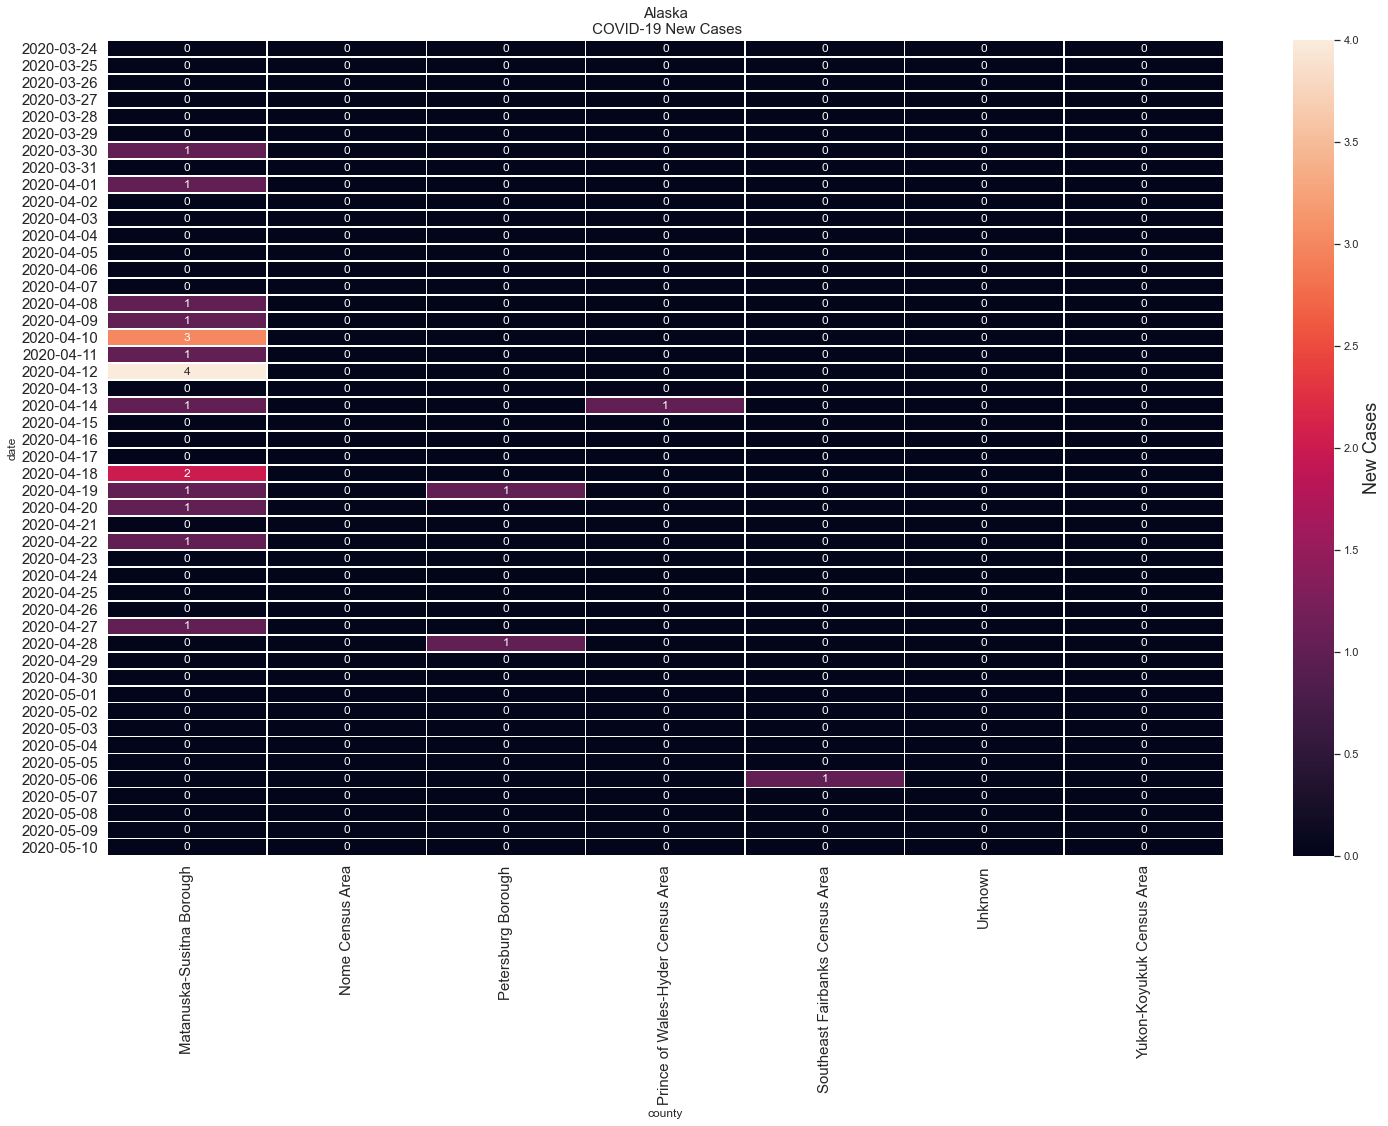 Alaska
COVID-19 New Cases
2020-03-24 0 0 0 0 0 0 0
2020-03-25 0 0 0 0 0 0 0
2020-03-26 0 0 0 0 0 0 0
2020-03-27 0 0 0 0 0 0 0
2020-03-28 0 0 0 0 0 0 0
2020-03-29 0 0 0 0 0 0 0
2020-03-30 1 0 0 0 0 0 0
2020-03-31 0 0 0 0 0 0 0
2020-04-01 1 0 0 0 0 0 0
2020-04-02 0 0 0 0 0 0 0
2020-04-03 0 0 0 0 0 0 0
2020-04-04 0 0 0 0 0 0 0
2020-04-05 0 0 0 0 0 0 0
2020-04-06 0 0 0 0 0 0 0
2020-04-07 0 0 0 0 0 0 0
2020-04-08 1 0 0 0 0 0 0
2020-04-09 1 0 0 0 0 0 0
2020-04-10 3 0 0 0 0 0 0
2020-04-11 1 0 0 0 0 0 0
2020-04-12 4 0 0 0 0 0 0
2020-04-13 0 0 0 0 0 0 0
2020-04-14 1 0 0 1 0 0 0
2020-04-15 0 0 0 0 0 0 0
2020-04-16 0 0 0 0 0 0 0
2020-04-17 0 0 0 0 0 0 0
2020-04-18 2 0 0 0 0 0 0
2020-04-19 1 0 1 0 0 0 0
2020-04-20 1 0 0 0 0 0 0
2020-04-21 0 0 0 0 0 0 0
2020-04-22 1 0 0 0 0 0 0
2020-04-23 0 0 0 0 0 0 0
2020-04-24 0 0 0 0 0 0 0
2020-04-25 0 0 0 0 0 0 0
2020-04-26 0 0 0 0 0 0 0
2020-04-27 1 0 0 0 0 0 0
2020-04-28 0 0 1 0 0 0 0
2020-04-29 0 0 0 0 0 0 0
2020-04-30 0 0 0 0 0 0 0
2020-05-01 0 0 0 0 0 0 0
2020-05-02 0 0 0 0 0 0 0
2020-05-03 0 0 0 0 0 0 0
2020-05-04 0 0 0 0 0 0 0
2020-05-05 0 0 0 0 0 0 0
2020-05-06 0 0 0 0 1 0 0
2020-05-07 0 0 0 0 0 0 0
2020-05-08 0 0 0 0 0 0 0
2020-05-09 0 0 0 0 0 0 0
2020-05-10 0 0 0 0 0 0 0
date
Matanuska-Susitna Borough
Nome Census Area
Petersburg Borough
Prince of Wales-Hyder Census Area
Southeast Fairbanks Census Area
Unknown
Yukon-Koyukuk Census Area
county
4.0
3.5
3.0
2.5
2.0
1.5
1.0
0.5
0.0
New Cases